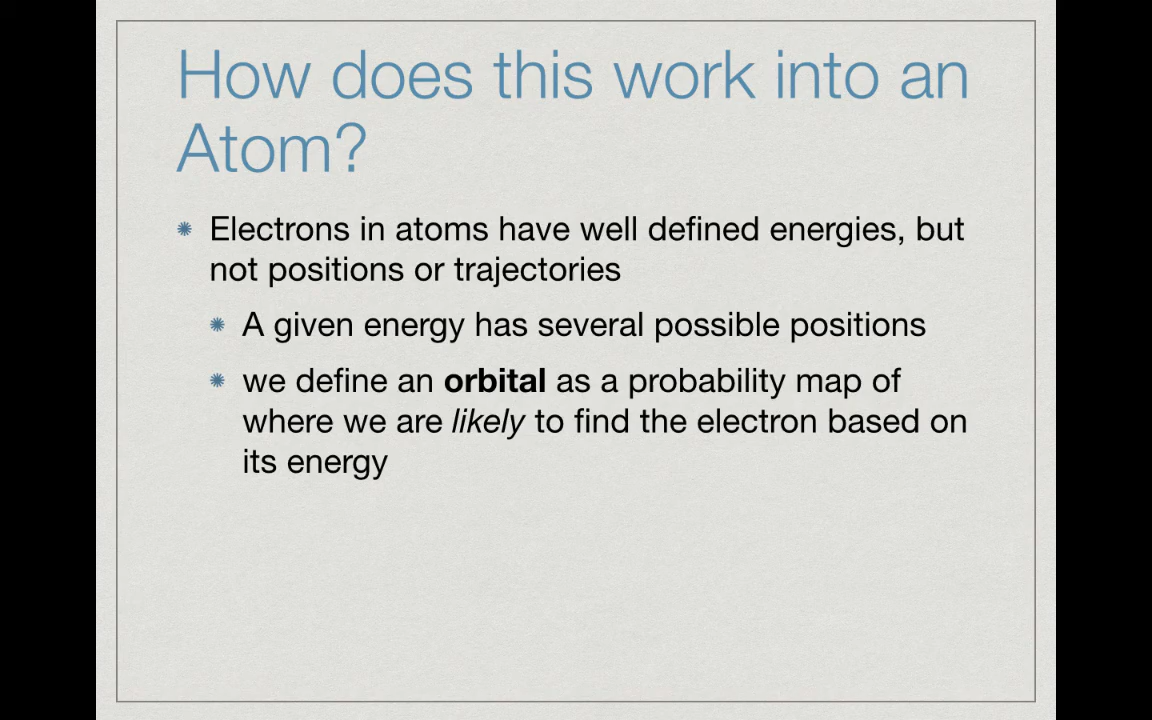 How does this work into an
Atom?
Electrons in atoms have well defined energies, but
not positions or trajectories
A given energy has several possible positions
we define an orbital as a probability map of
where we are likely to find the electron based on
its energy